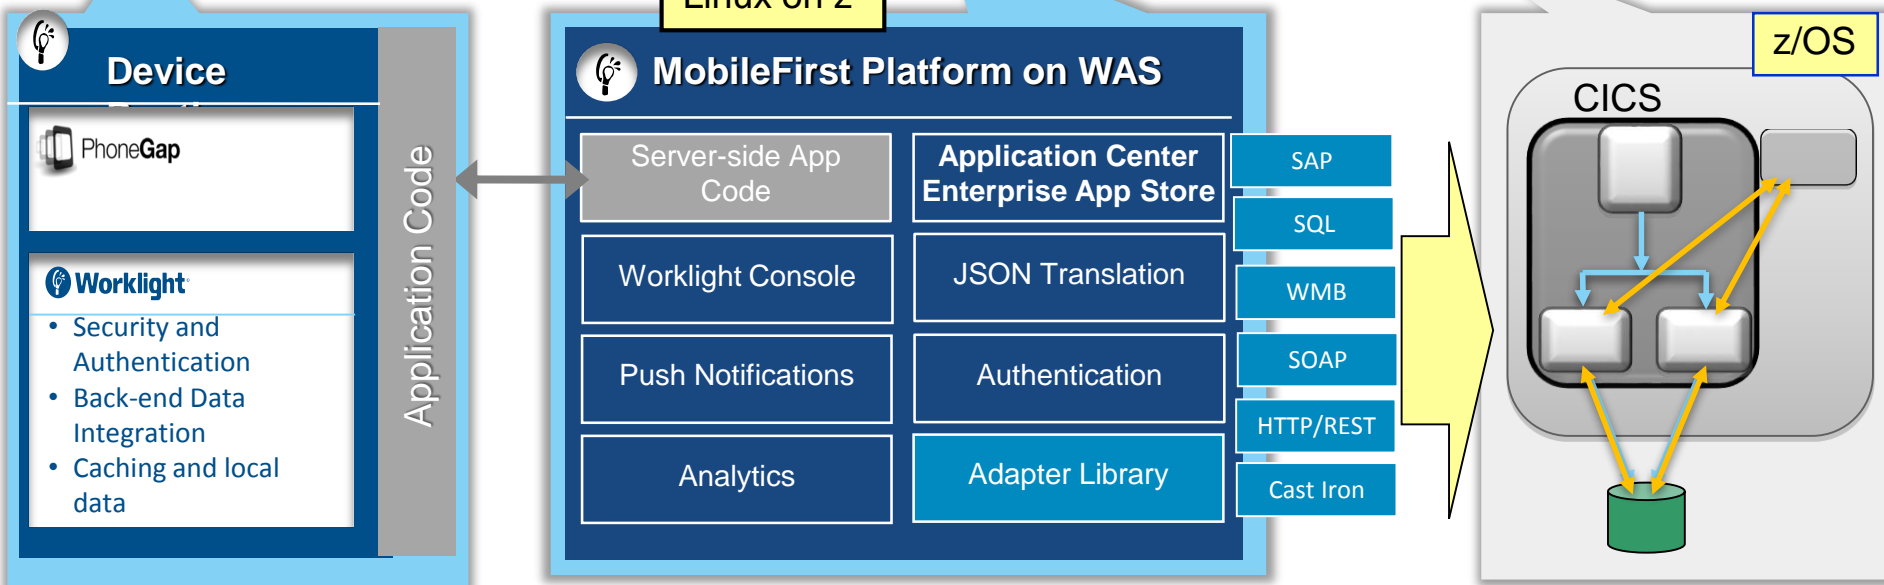 Linux on z
z/OS
Device
PhoneGap
Worklight
• Security and
Authentication
• Back-end Data
Integration
• Caching and local
data
Application Code
MobileFirst Platform on WAS
Server-side App
Code
Application Center
Enterprise App Store
Worklight Console
JSON Translation
Push Notifications
Authentication
Analytics
Adapter Library
SAP
SQL
WMB
SOAP
HTTP/REST
Cast Iron
CICS